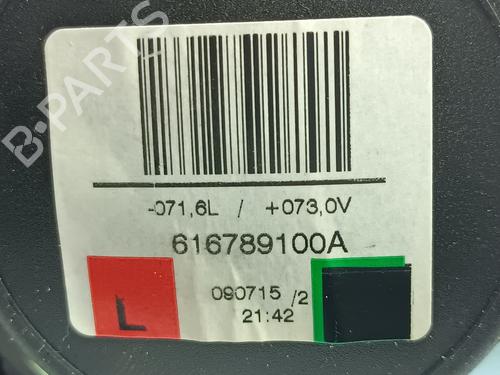 B-PARTS
-071,6L / +073,0V
616789100A
090715 /2
21:42
L